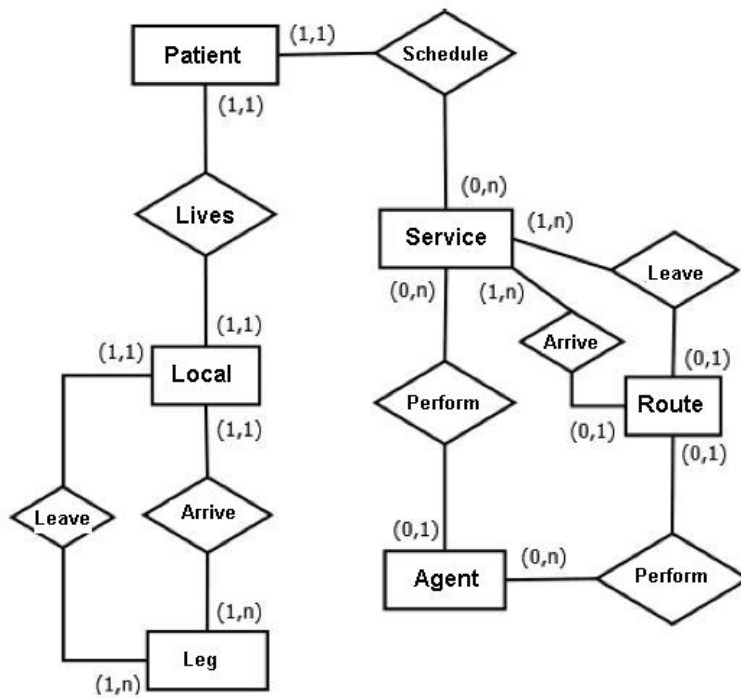 Patient
(1,1)
Schedule
(1,1)
Lives
(0,n)
Service
(1,n)
Leave
(0,n)
(1,n)
(1,1)
(1,1)
Local
Arrive
(0,1)
Route
(1,1)
Perform
(0,1)
(0,1)
Leave
Arrive
(0,1)
Agent
(0,n)
Perform
(1,n)
Leg
(1,n)